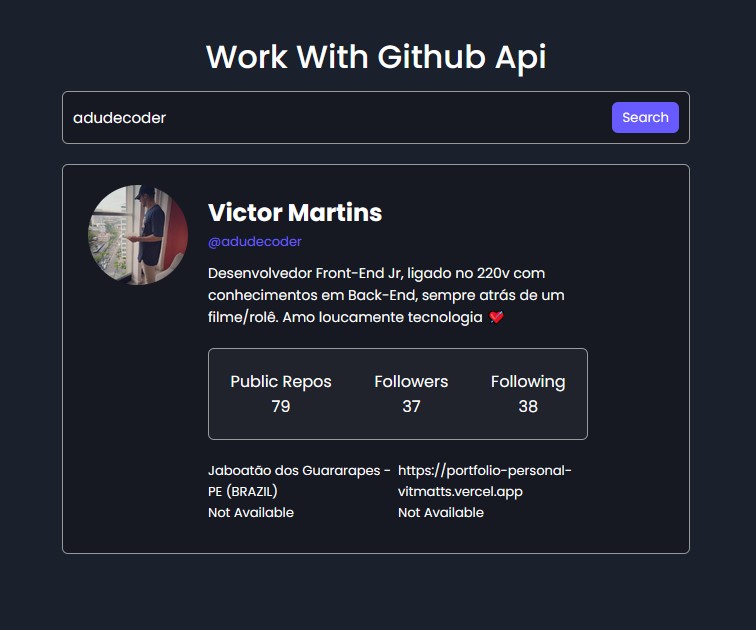 Work With Github Api
adudecoder
Search
Victor Martins
@adudecoder
Desenvolvedor Front-End Jr, ligado no 220v com
conhecimentos em Back-End, sempre atrás de um
filme/rolê. Amo loucamente tecnologia 💖
Public Repos Followers Following
79 37 38
Jaboatão dos Guararapes -
PE (BRAZIL)
Not Available
https://portfolio-personal-
vitmatts.vercel.app
Not Available